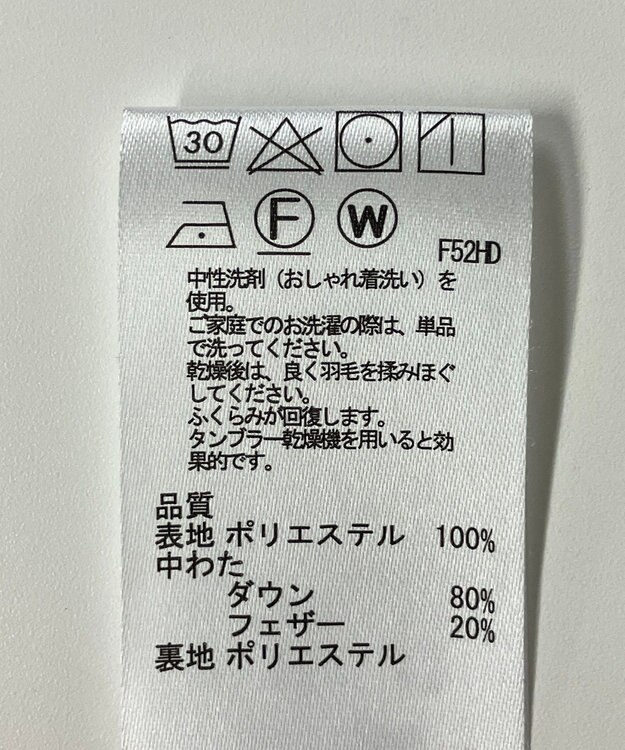 30
F W
F52HD
中性洗剤（おしゃれ着洗い）を
使用。
ご家庭でのお洗濯の際は、単品
で洗ってください。
乾燥後は、良く羽毛を揉みほぐ
してください。
ふくらみが回復します。
タンブラー乾燥機を用いると効
果的です。
品質
表地 ポリエステル 100%
中わた
ダウン 80%
フェザー 20%
裏地 ポリエステル